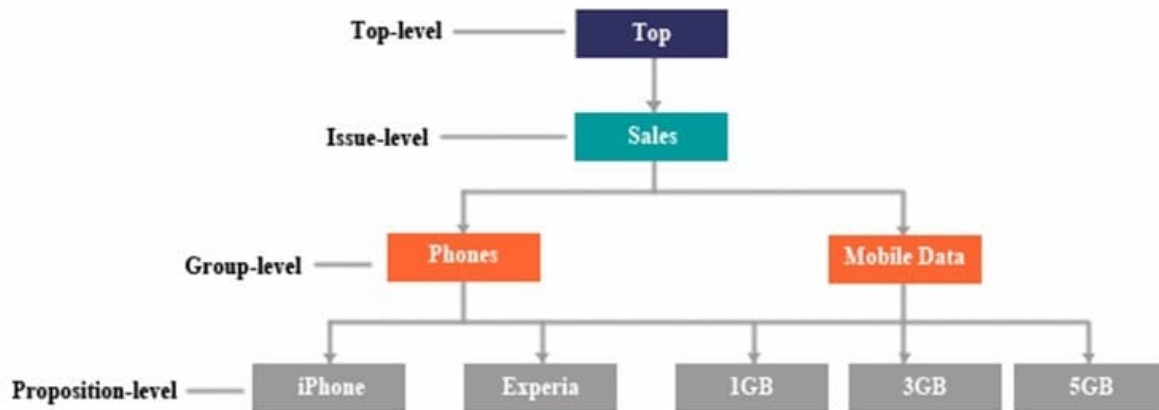 Top-level
Top
Issue-level
Sales
Group-level
Phones
Mobile Data
Proposition-level
iPhone
Experia
1GB
3GB
5GB